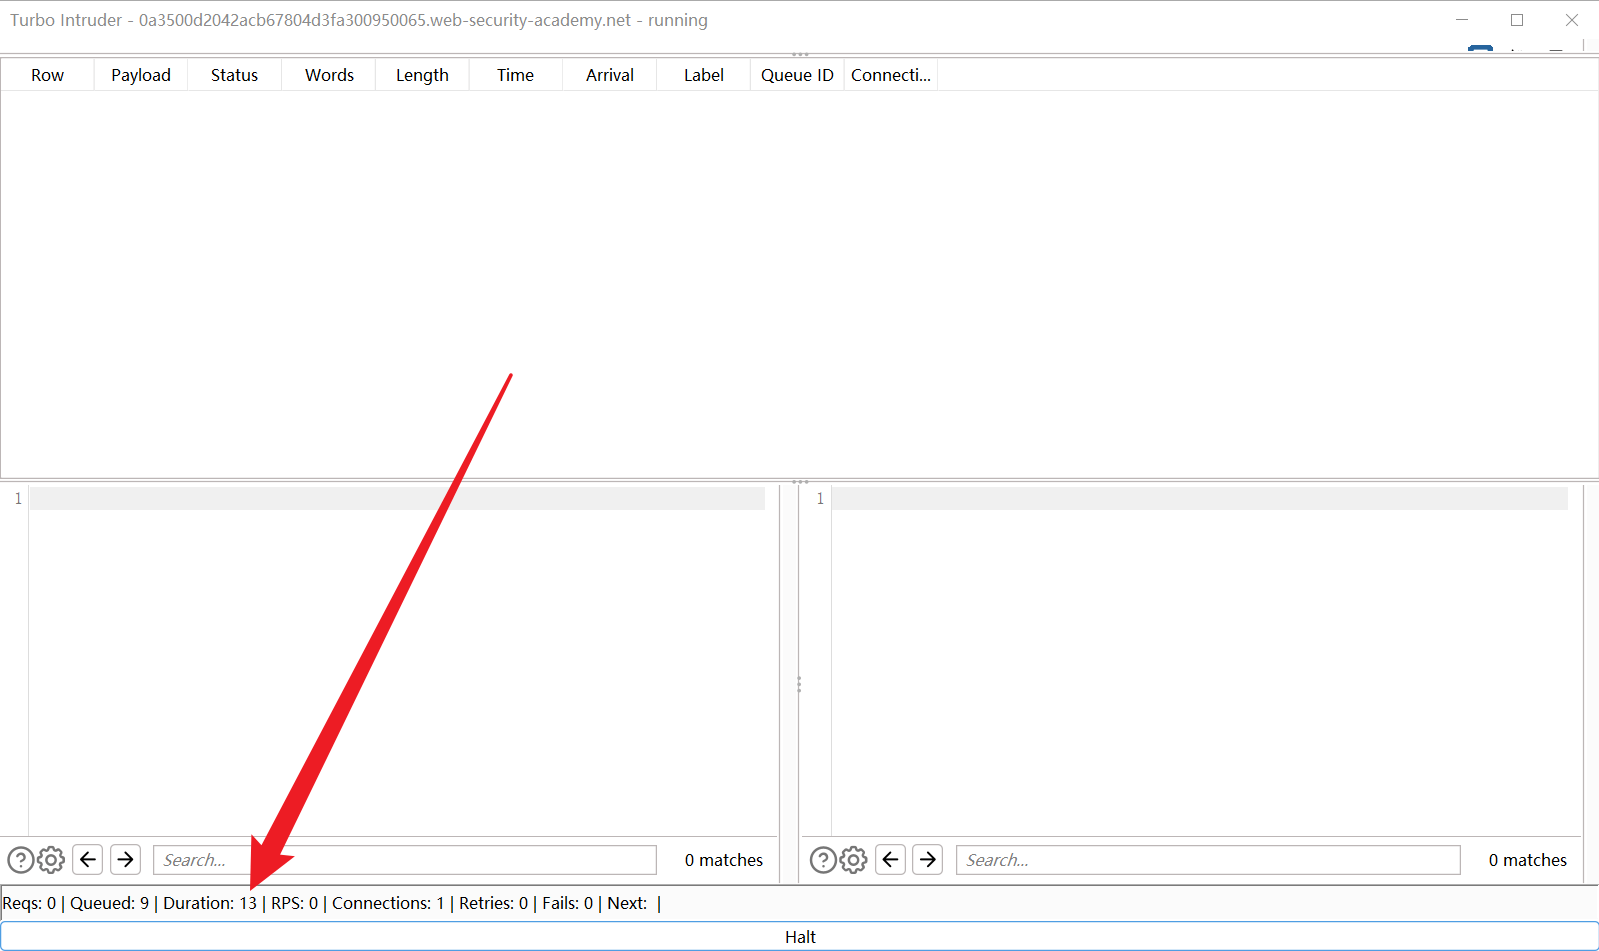 Turbo Intruder - 0a3500d2042acb67804d3fa300950065.web-security-academy.net - running
Row Payload Status Words Length Time Arrival Label Queue ID Connecti...
1 1
Search... 0 matches Search... 0 matches
Reqs: 0 | Queued: 9 | Duration: 13 | RPS: 0 | Connections: 1 | Retries: 0 | Fails: 0 | Next: |
Halt